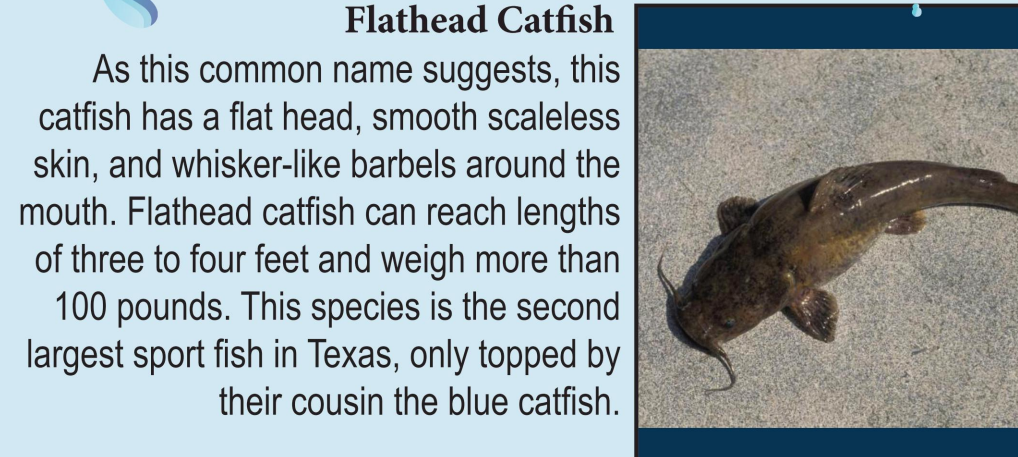 Flathead Catfish
As this common name suggests, this
catfish has a flat head, smooth scaleless
skin, and whisker-like barbels around the
mouth. Flathead catfish can reach lengths
of three to four feet and weigh more than
100 pounds. This species is the second
largest sport fish in Texas, only topped by
their cousin the blue catfish.